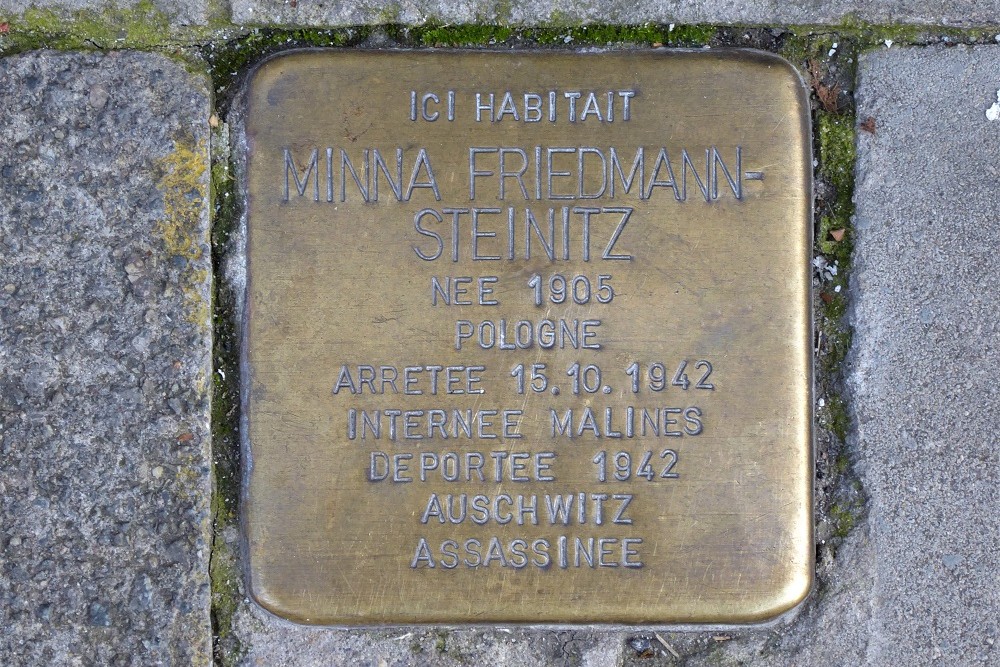 ICI HABITAIT
MINNA FRIEDMANN-
STEINITZ
NEE 1905
POLOGNE
ARRETEE 15.10.1942
INTERNEE MALINES
DEPORTEE 1942
AUSCHWITZ
ASSASSINEE